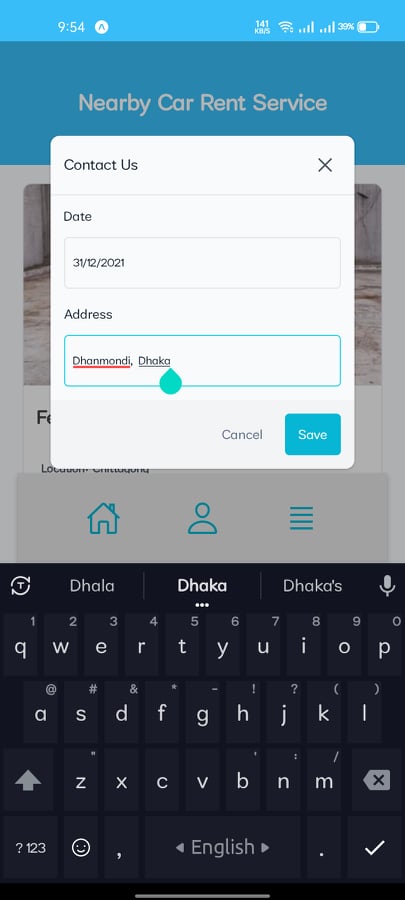 9:54
141
KB/S
39%
Nearby Car Rent Service
Contact Us
Date
31/12/2021
Address
Dhanmondi, Dhaka
Cancel
Save
Fe
Location: Chittagong
Dhala
Dhaka
Dhaka's
1 2 3 4 5 6 7 8 9 0
q w e r t y u i o p
@ # & * - ! ? ( )
a s d f g h j k l
" ' : /
z x c v b n m
?123 , English .